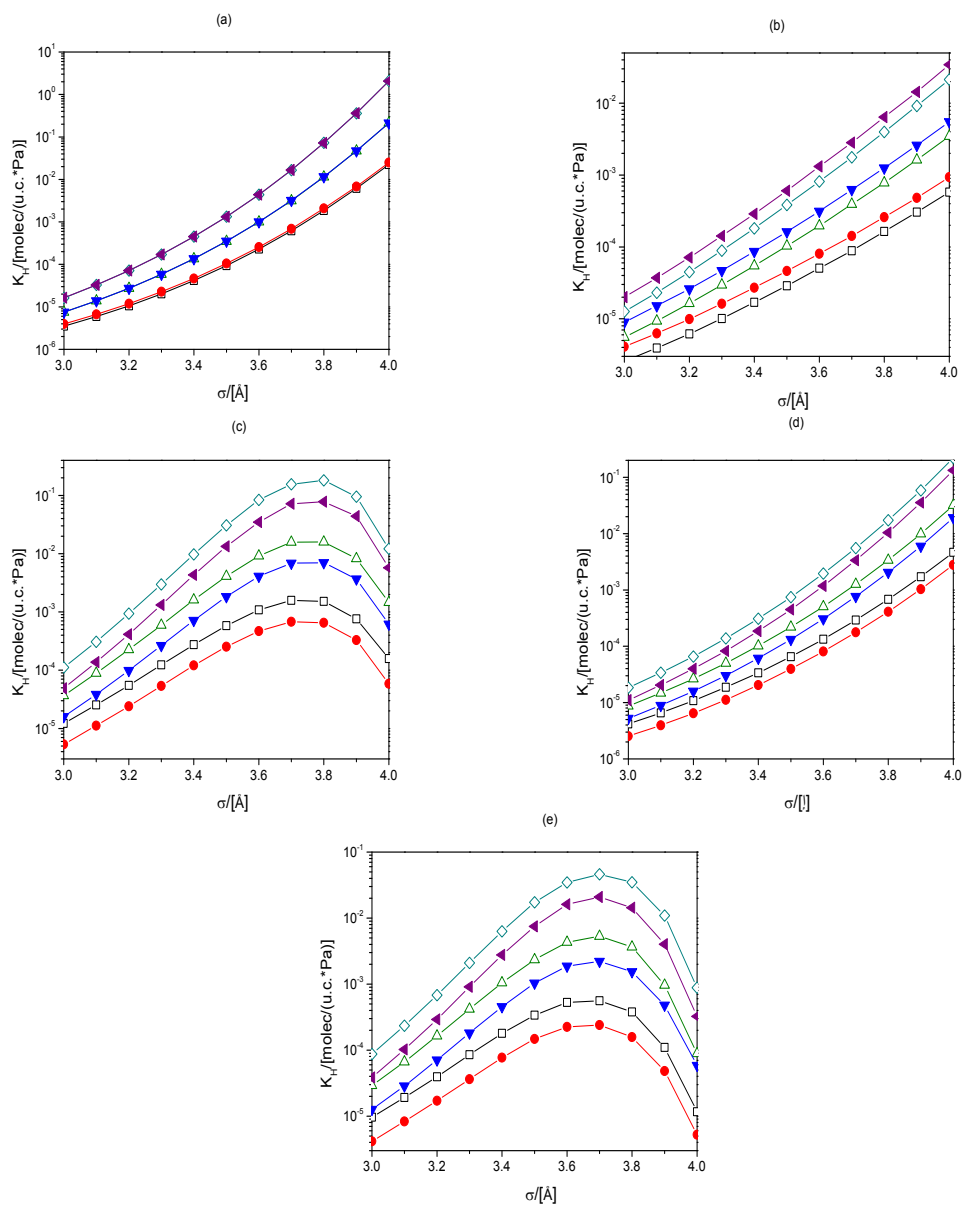 (a)
K_H/[molec/(u.c.*Pa)]
10^1
10^0
10^-1
10^-2
10^-3
10^-4
10^-5
10^-6
3.0 3.2 3.4 3.6 3.8 4.0
σ/[Å]
(b)
K_H/[molec/(u.c.*Pa)]
10^-2
10^-3
10^-4
10^-5
3.0 3.2 3.4 3.6 3.8 4.0
σ/[Å]
(c)
K_H/[molec/(u.c.*Pa)]
10^-1
10^-2
10^-3
10^-4
10^-5
3.0 3.2 3.4 3.6 3.8 4.0
σ/[Å]
(d)
K_H/[molec/(u.c.*Pa)]
10^-1
10^-2
10^-3
10^-4
10^-5
10^-6
3.0 3.2 3.4 3.6 3.8 4.0
σ/[!]
(e)
K_H/[molec/(u.c.*Pa)]
10^-1
10^-2
10^-3
10^-4
10^-5
3.0 3.2 3.4 3.6 3.8 4.0
σ/[Å]